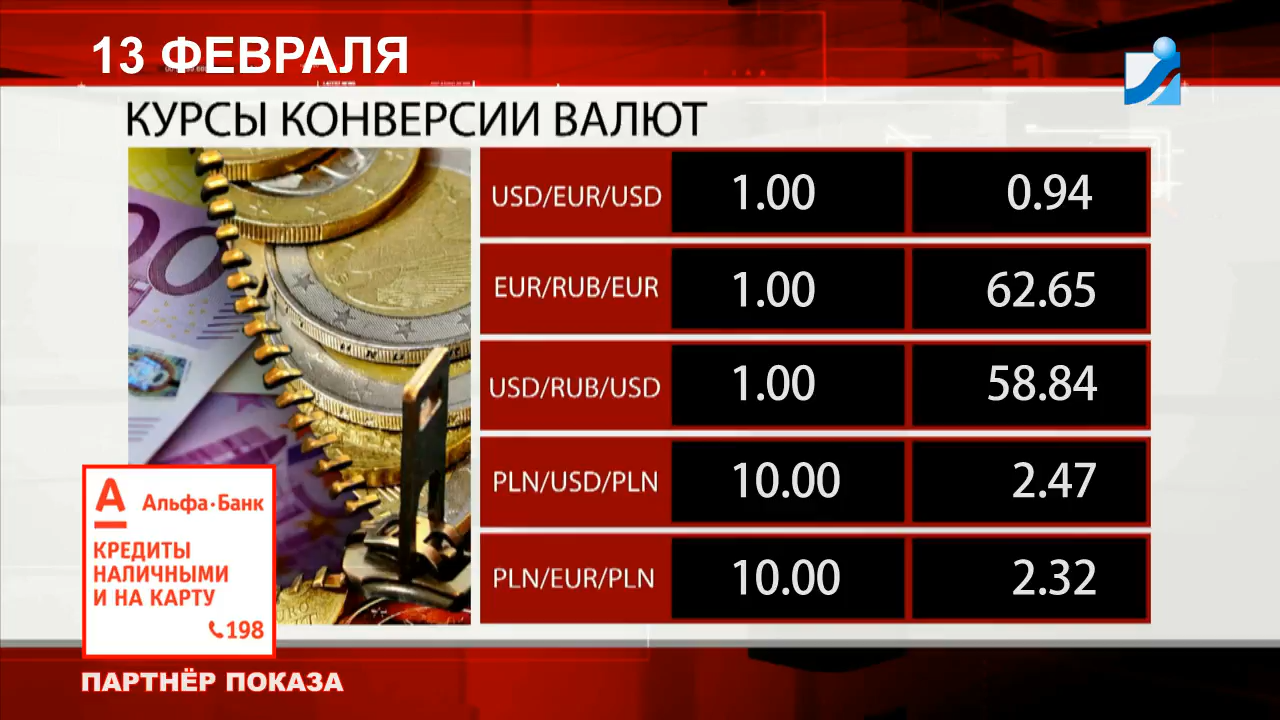 13 ФЕВРАЛЯ
LATEST NEWS
КУРСЫ КОНВЕРСИИ ВАЛЮТ
USD/EUR/USD 1.00 0.94
EUR/RUB/EUR 1.00 62.65
USD/RUB/USD 1.00 58.84
PLN/USD/PLN 10.00 2.47
PLN/EUR/PLN 10.00 2.32
А Альфа·Банк
КРЕДИТЫ
НАЛИЧНЫМИ
И НА КАРТУ
198
ПАРТНЁР ПОКАЗА